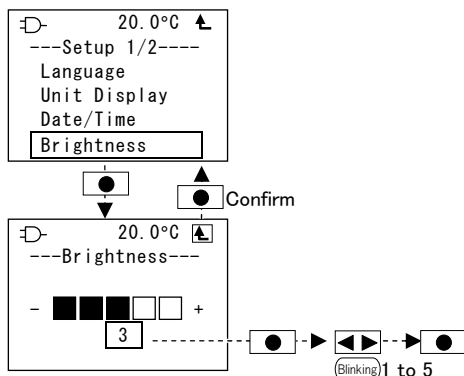 20.0°C
---Setup 1/2----
Language
Unit Display
Date/Time
Brightness
Confirm
20.0°C
---Brightness---
- +
3
Blinking 1 to 5